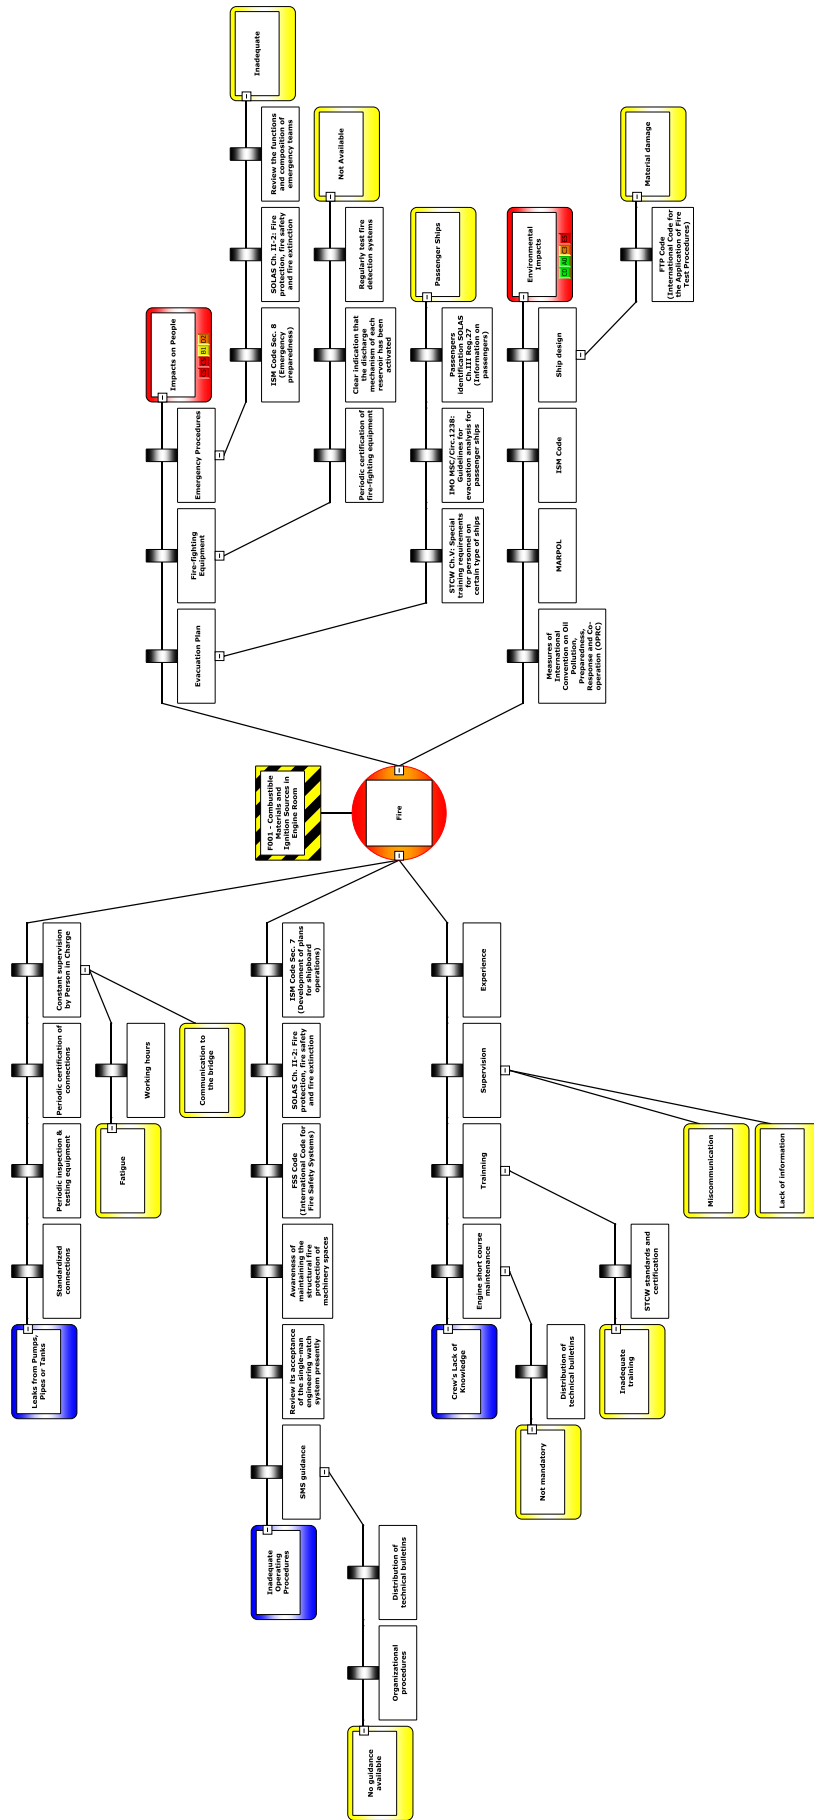 Leaks from Pumps,
Pipes or Tanks
Standardized
connections
Periodic inspection &
testing equipment
Periodic certification of
connections
Constant supervision
by Person in Charge
Fatigue
Working hours
Communication to
the bridge
Inadequate
Operating
Procedures
SMS guidance
Review its acceptance
of the single-man
engineering watch
system presently
Awareness of
maintaining the
structural fire
protection of
machinery spaces
FSS Code
(International Code for
Fire Safety Systems)
SOLAS Ch. II-2: Fire
protection, fire safety
and fire extinction
ISM Code Sec. 7
(Development of plans
for shipboard
operations)
No guidance
available
Organizational
procedures
Distribution of
technical bulletins
Crew's Lack of
Knowledge
Engine short course
maintenance
Trainning
Supervision
Experience
Not mandatory
Distribution of
technical bulletins
Inadequate
training
STCW standards and
certification
Miscommunication
Lack of information
F001 - Combustible
Materials and
Ignition Sources in
Engine Room
Fire
Evacuation Plan
Fire-fighting
Equipment
Emergency Procedures
Impacts on People
B1 D2
ISM Code Sec. 8
(Emergency
preparedness)
SOLAS Ch. II-2: Fire
protection, fire safety
and fire extinction
Review the functions
and composition of
emergency teams
Inadequate
Periodic certification of
fire-fighting equipment
Clear indication that
the discharge
mechanism of each
reservoir has been
activated
Regularly test fire
detection systems
Not Available
STCW Ch.V: Special
training requirements
for personnel on
certain type of ships
IMO MSC/Circ.1238:
Guidelines for
evacuation analysis for
passenger ships
Passengers
identification SOLAS
Ch.III Reg.27
(Information on
passengers)
Passenger Ships
Measures of
International
Convention on Oil
Pollution,
Preparedness,
Response and Co-
operation (OPRC)
MARPOL
ISM Code
Ship design
Environmental
Impacts
C0 A0 C3
FTP Code
(International Code for
the Application of Fire
Test Procedures)
Material damage